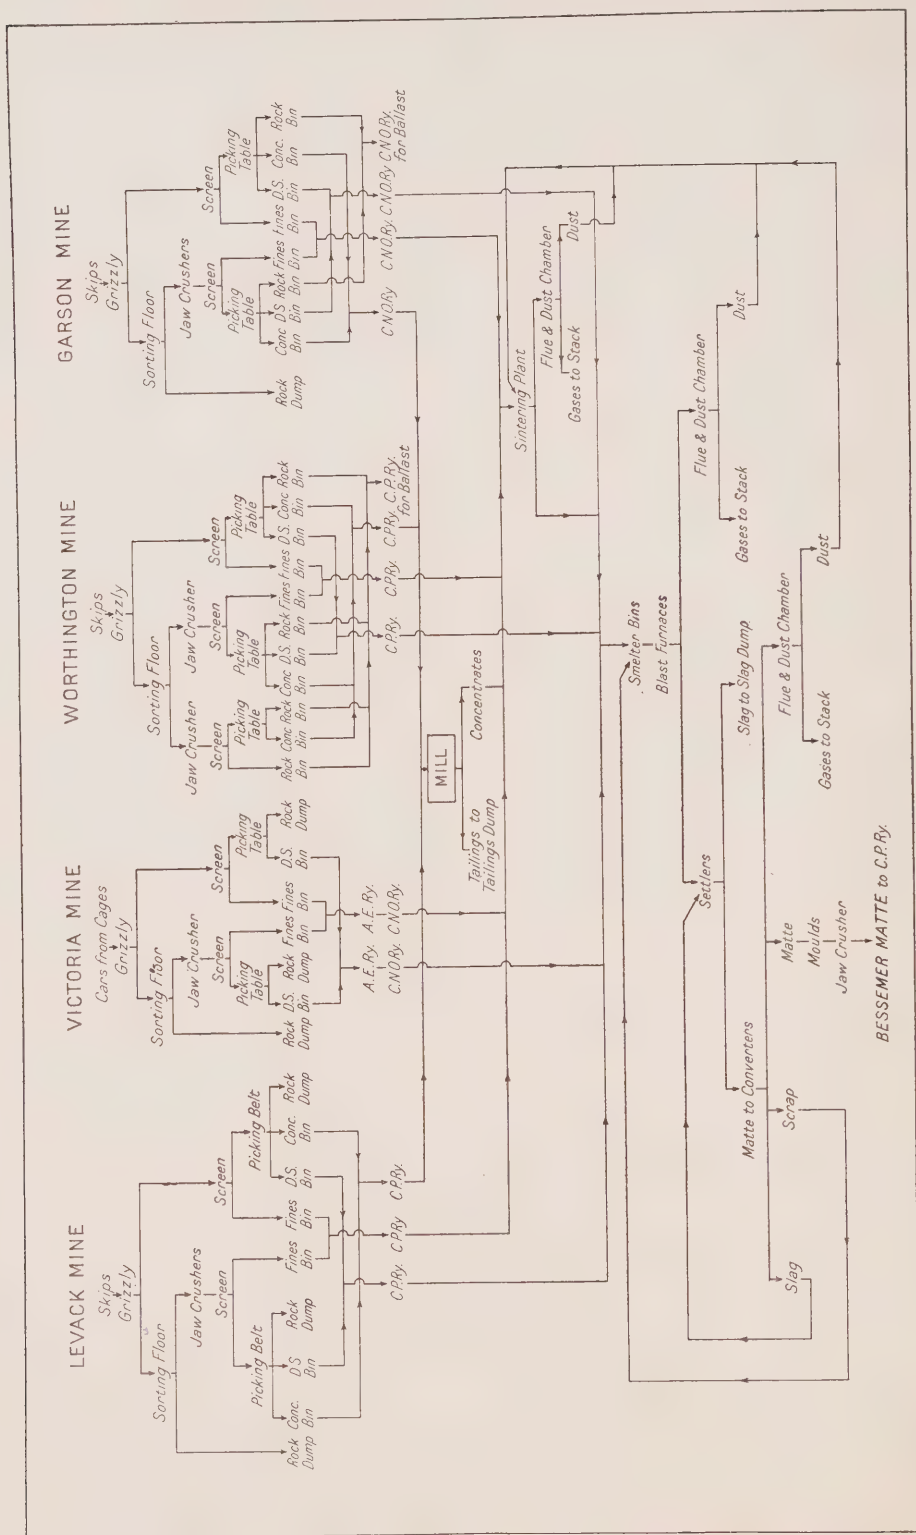 LEVACK MINE
Skips
Grizzly
Sorting Floor
Jaw Crushers
Screen
Screen
Picking Belt
Picking Belt
Rock Dump
Conc. Bin
D.S Bin
Rock Dump
Fines Bin
Fines Bin
D.S. Bin
Conc. Bin
Rock Dump
C.P.Ry.
C.P.Ry
C.P.Ry.
VICTORIA MINE
Cars from Cages
Grizzly
Sorting Floor
Jaw Crusher
Screen
Screen
Picking Table
Picking Table
Rock Dump
D.S. Bin
Rock Dump
Fines Bin
Fines Bin
D.S. Bin
Rock Dump
A.E.Ry.
C.N.O.Ry.
A.E.Ry.
C.N.O.Ry.
WORTHINGTON MINE
Skips
Grizzly
Sorting Floor
Jaw Crusher
Jaw Crusher
Screen
Screen
Screen
Picking Table
Picking Table
Picking Table
Rock Bin
Conc Bin
Rock Bin
Conc Bin
D.S. Bin
Rock Bin
Fines Bin
Fines Bin
D.S. Bin
Conc Bin
Rock Bin
C.P.Ry.
C.P.Ry.
C.P.Ry.
C.P.Ry.
for Ballast
GARSON MINE
Skips
Grizzly
Sorting Floor
Jaw Crushers
Screen
Screen
Picking Table
Picking Table
Rock Dump
Conc Bin
D.S Bin
Rock Bin
Fines Bin
Fines Bin
D.S. Bin
Conc. Bin
Rock Bin
C.N.O.Ry
C.N.O.Ry.
C.N.O.Ry
C.N.O.Ry.
for Ballast
MILL
Tailings to
Tailings Dump
Concentrates
Sintering Plant
Flue & Dust Chamber
Gases to Stack
Dust
Smelter Bins
Blast Furnaces
Settlers
Flue & Dust Chamber
Gases to Stack
Dust
Matte to Converters
Slag to Slag Dump
Slag
Scrap
Matte
Moulds
Jaw Crusher
Flue & Dust Chamber
Gases to Stack
Dust
BESSEMER MATTE to C.P.Ry.